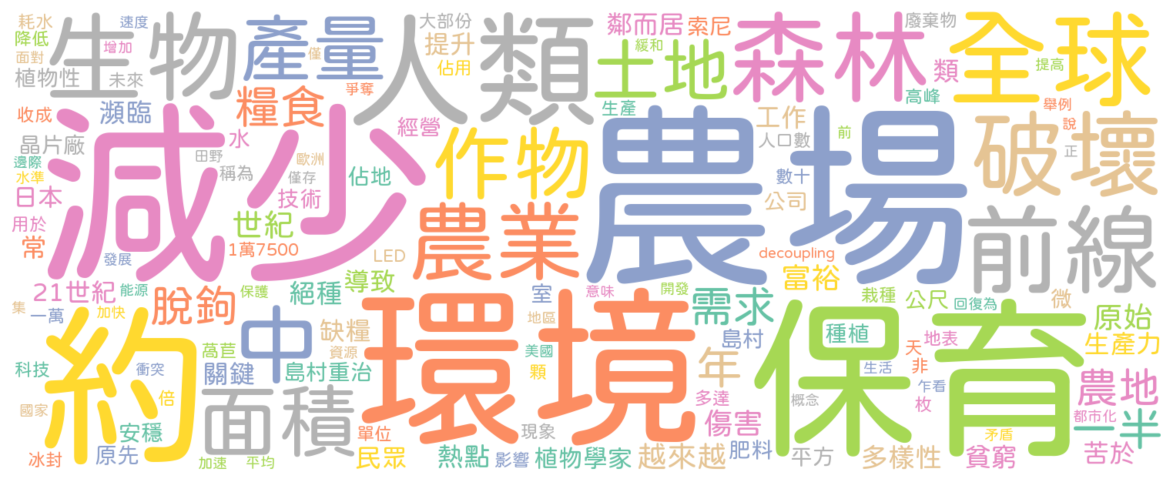 耗水 速度 生物 產量 人類 大部份 鄰而居 索尼 森林 廢棄物 全球
降低 增加 僅 提升 緩和 土地 提高
植物性 面對 未來 爭奪 佔用 類
收成 瀕臨 糧食 經營 生產 高峰 舉例
晶片廠 減少 水 作物 農場 工作 前 破壞 說
邊際 田野 歐洲 人口數 正
水準 稱為 僅存 佔地 數十
日本 技術 農業 公司 前線
用於 世紀
常 1萬7500 LED decoupling
發展 導致 富裕
21世紀 能源 保護 絕種 室 意味 開發 需求 栽種 公尺 微
集 一萬 加快 脫鉤 環境 地區 保育 回復為 原始
約 中 缺糧 島村 種植 地表 生產力
萵苣 資源 美國 天
科技 衝突 關鍵 島村重治 顆 年 生活 非 乍看 農地
國家 倍 面積 多達 概念 枚 都市化 一半
安穩 單位 現象 傷害 矛盾
冰封 原先 加速 平均 民眾 熱點 影響 植物學家 越來越 肥料 平方 多樣性 貧窮 苦於